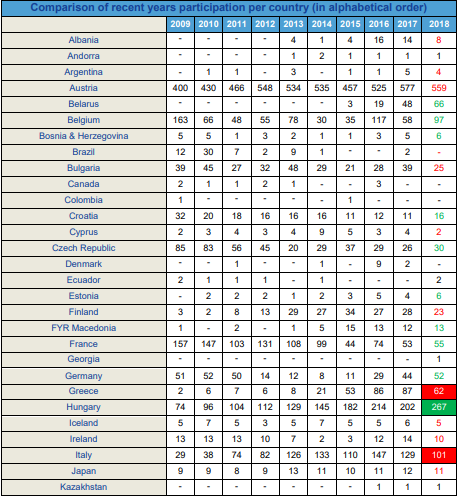 Comparison of recent years participation per country (in alphabetical order)
2009 2010 2011 2012 2013 2014 2015 2016 2017 2018
Albania - - - - 4 1 4 16 14 8
Andorra - - - - 1 2 1 1 1 1
Argentina - 1 1 - 3 - 1 1 5 4
Austria 400 430 466 548 534 535 457 525 577 559
Belarus - - - - - - 3 19 48 66
Belgium 163 66 48 55 78 30 35 117 58 97
Bosnia & Herzegovina 5 5 1 3 2 1 1 3 5 6
Brazil 12 30 7 2 9 1 - - 2 -
Bulgaria 39 45 27 32 48 29 21 28 39 25
Canada 2 1 1 2 1 - - 3 - -
Colombia 1 - - - - - 1 - - -
Croatia 32 20 18 16 16 16 11 12 11 16
Cyprus 2 3 4 3 4 9 5 3 4 2
Czech Republic 85 83 56 45 20 29 37 29 26 30
Denmark - - 1 - - 1 - 9 2 -
Ecuador 2 1 1 1 - 1 - - - 2
Estonia - 2 2 2 1 2 3 5 4 6
Finland 3 2 8 13 29 27 34 27 28 23
FYR Macedonia 1 - 2 - 1 5 15 13 12 13
France 157 147 103 131 108 99 44 74 53 55
Georgia - - - - - - - - - 1
Germany 51 52 50 14 12 8 11 29 44 52
Greece 2 6 7 6 8 21 53 86 87 62
Hungary 74 96 104 112 129 145 182 214 202 267
Iceland 5 7 5 3 5 7 5 5 6 5
Ireland 13 13 13 10 7 2 3 12 14 10
Italy 29 38 74 82 126 133 110 147 129 101
Japan 9 9 8 9 13 11 10 11 12 11
Kazakhstan - - - - - - - 1 1 1